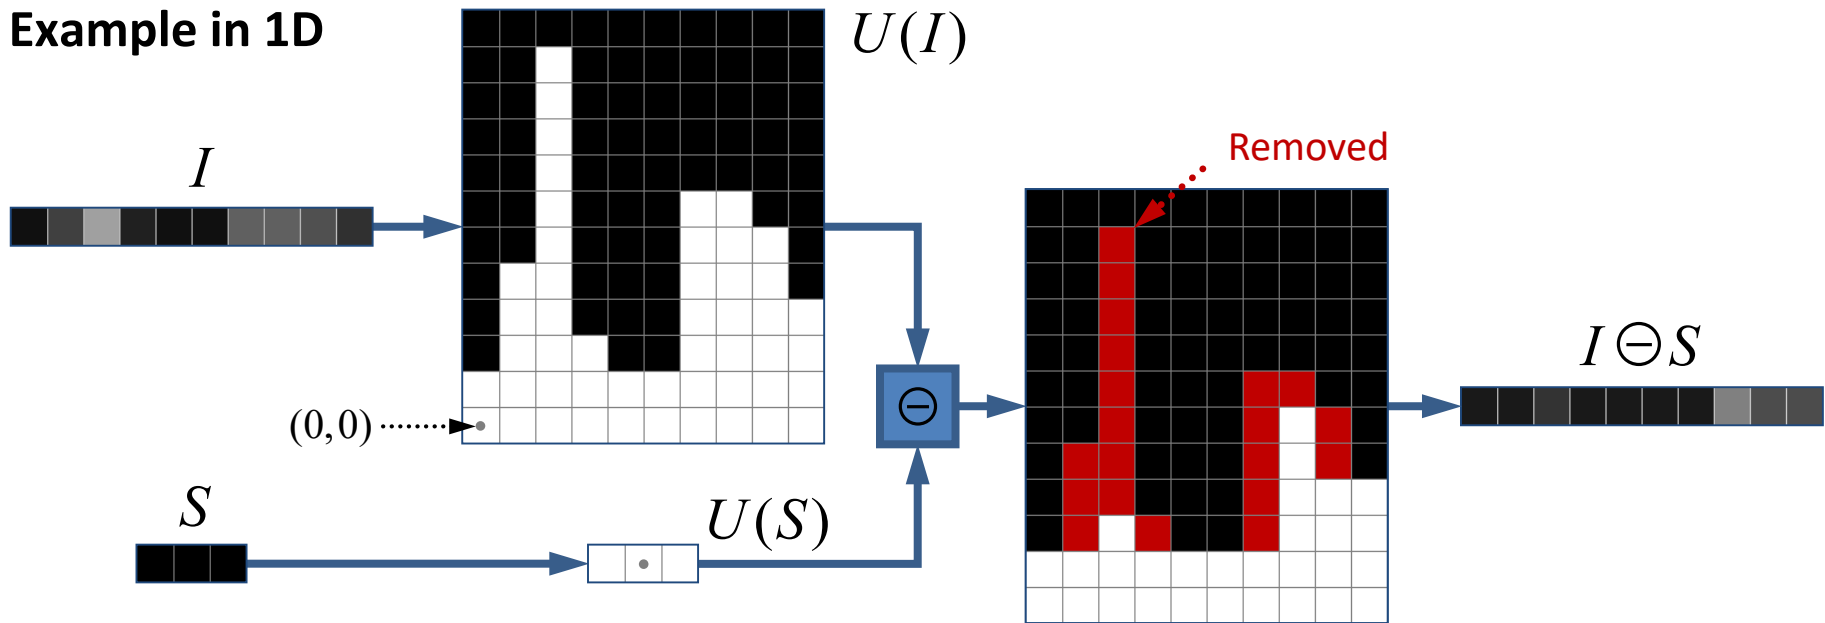 Example in 1D
U(I)
Removed
I
I ⊖ S
(0,0)
⊖
S
U(S)